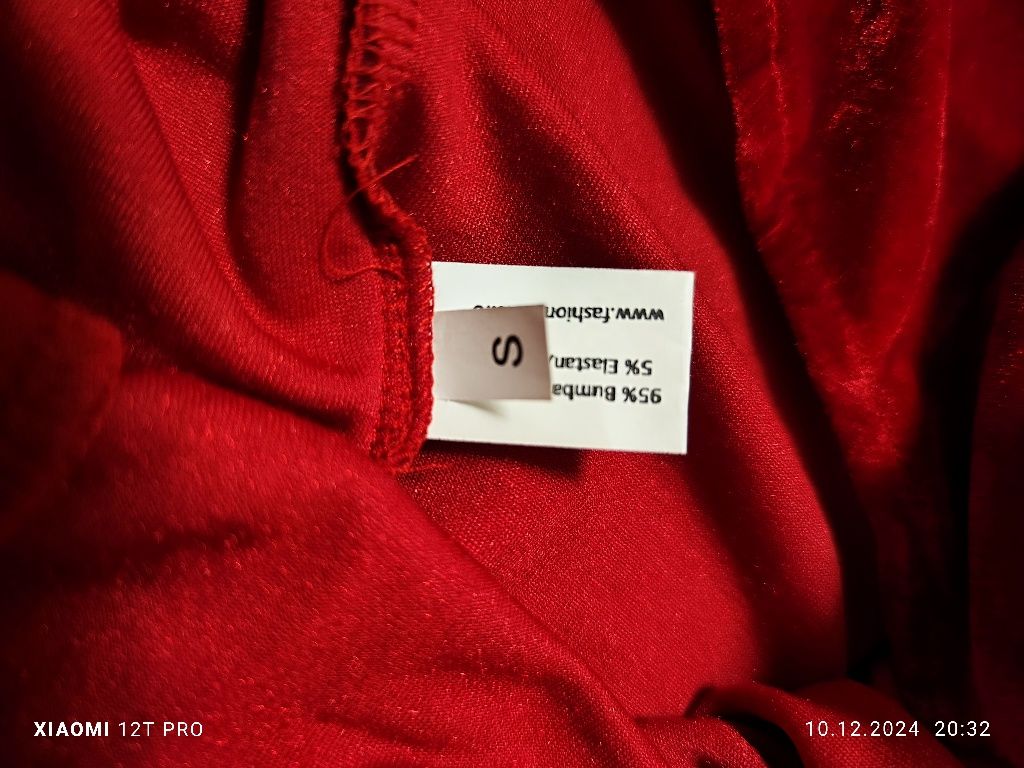 95% Bumba
5% Elastan
www.fashion
S
XIAOMI 12T PRO
10.12.2024 20:32